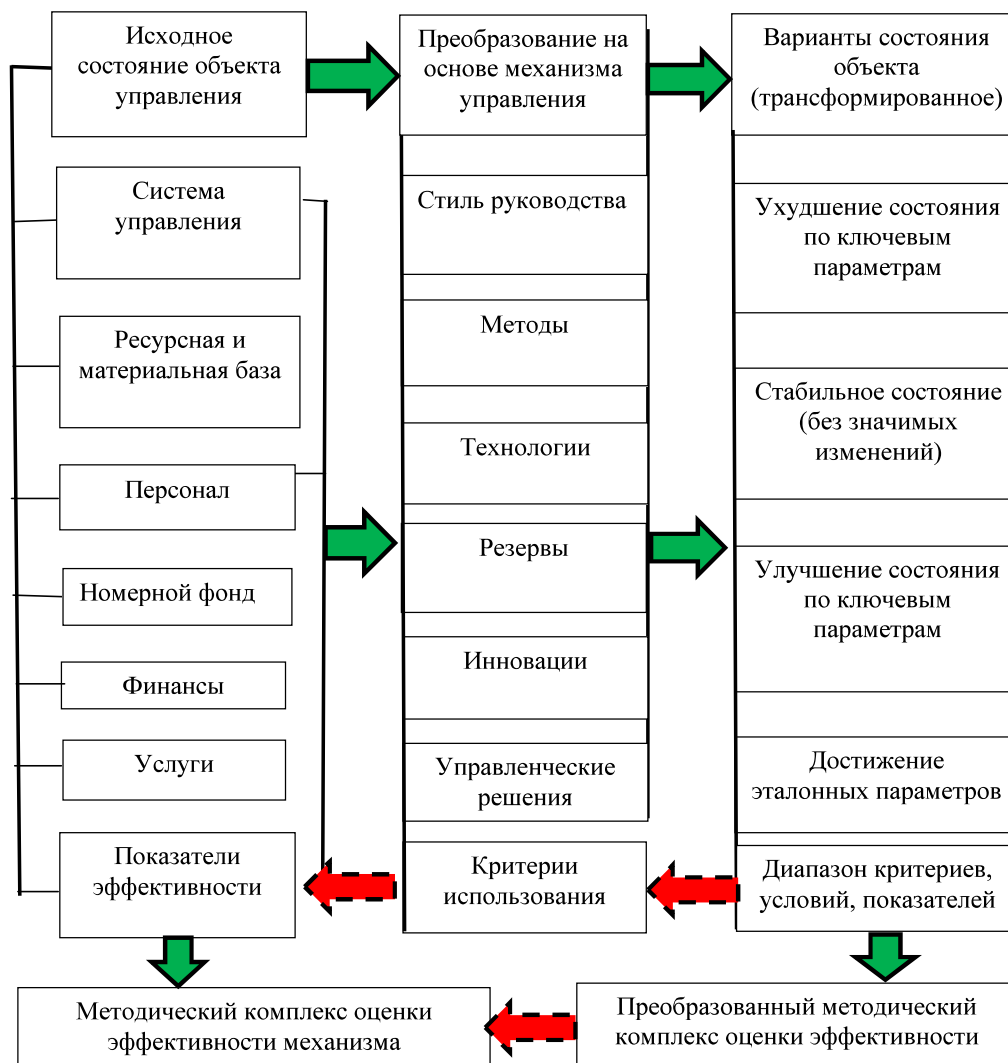 Исходное
состояние объекта
управления
Преобразование на
основе механизма
управления
Варианты состояния
объекта
(трансформированное)
Система
управления
Стиль руководства
Ухудшение состояния
по ключевым
параметрам
Ресурсная и
материальная база
Методы
Стабильное состояние
(без значимых
изменений)
Персонал
Технологии
Номерной фонд
Резервы
Улучшение состояния
по ключевым
параметрам
Финансы
Инновации
Услуги
Управленческие
решения
Достижение
эталонных параметров
Показатели
эффективности
Критерии
использования
Диапазон критериев,
условий, показателей
Методический комплекс оценки
эффективности механизма
Преобразованный методический
комплекс оценки эффективности